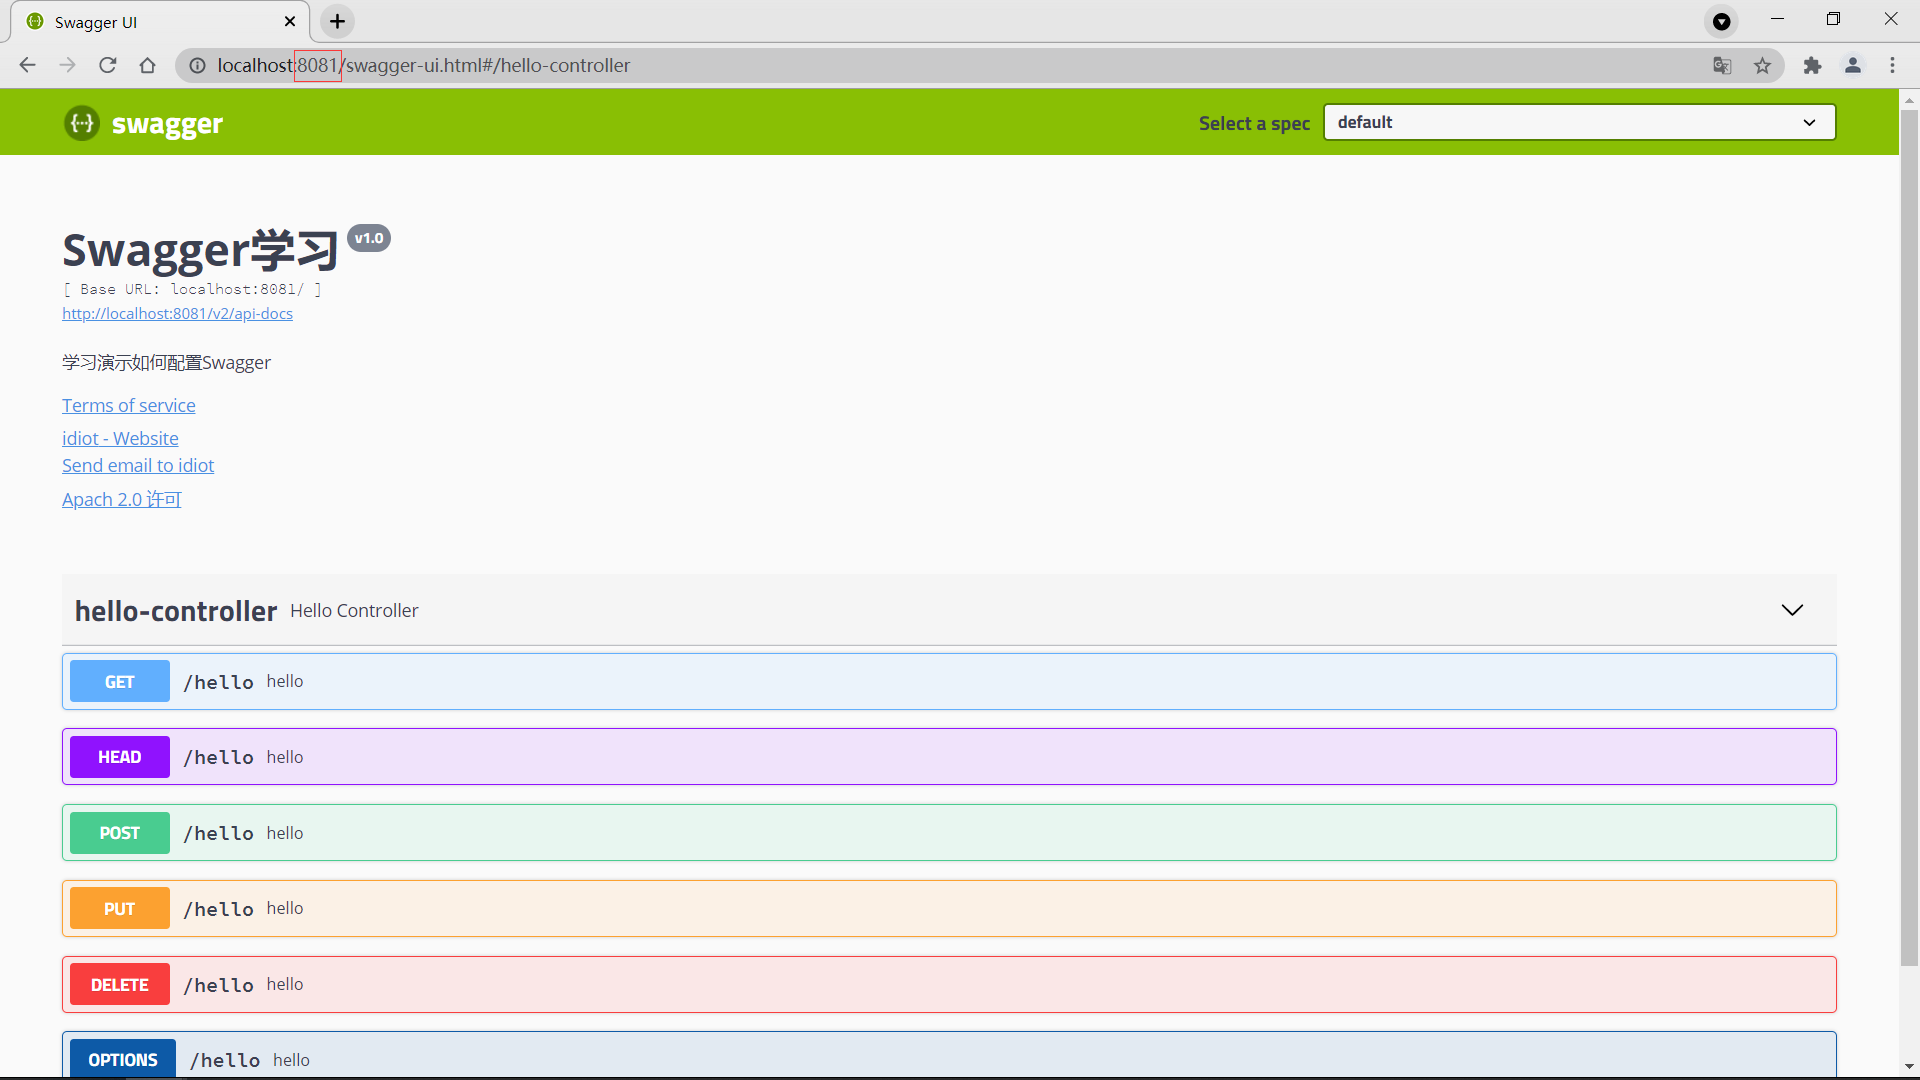 Swagger UI
localhost:8081/swagger-ui.html#/hello-controller
{···} swagger
Select a spec
default
Swagger学习 v1.0
[ Base URL: localhost:8081/ ]
http://localhost:8081/v2/api-docs
学习演示如何配置Swagger
Terms of service
idiot - Website
Send email to idiot
Apach 2.0 许可
hello-controller Hello Controller
GET /hello hello
HEAD /hello hello
POST /hello hello
PUT /hello hello
DELETE /hello hello
OPTIONS /hello hello